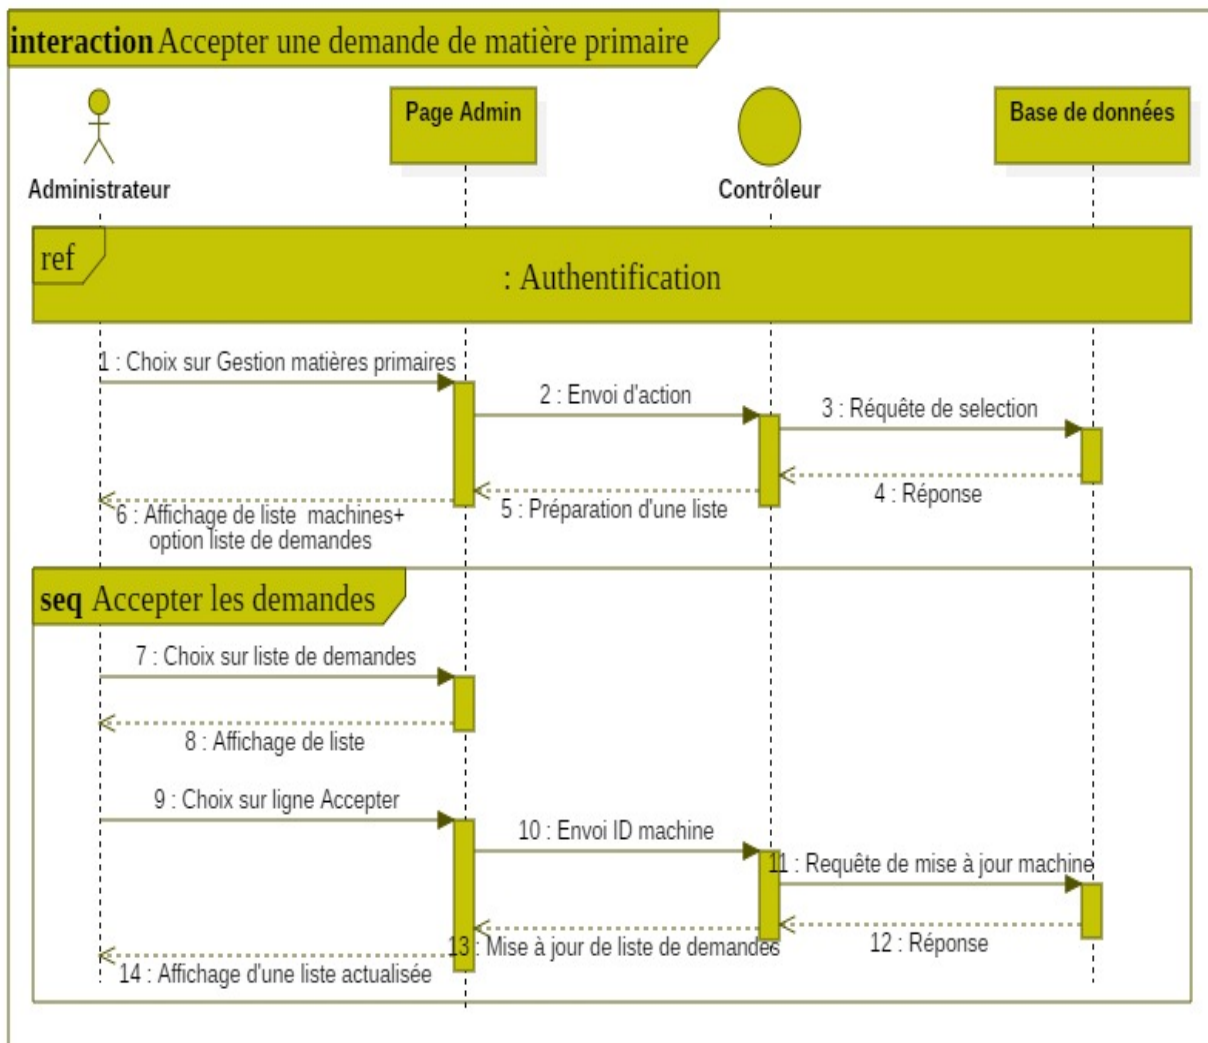 interaction Accepter une demande de matière primaire
Page Admin
Base de données
Administrateur
Contrôleur
ref
: Authentification
1 : Choix sur Gestion matières primaires
2 : Envoi d'action
3 : Réquête de selection
4 : Réponse
5 : Préparation d'une liste
6 : Affichage de liste machines+
option liste de demandes
seq Accepter les demandes
7 : Choix sur liste de demandes
8 : Affichage de liste
9 : Choix sur ligne Accepter
10 : Envoi ID machine
11 : Requête de mise à jour machine
12 : Réponse
13 : Mise à jour de liste de demandes
14 : Affichage d'une liste actualisée